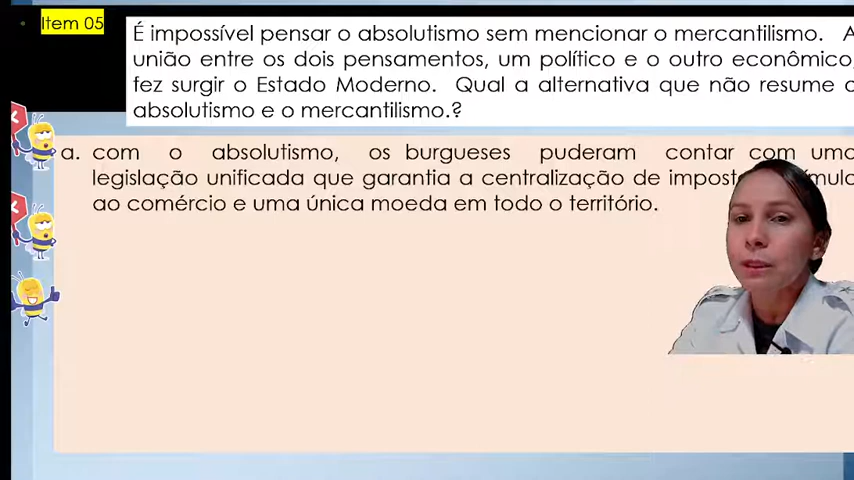 Item 05
É impossível pensar o absolutismo sem mencionar o mercantilismo. A
união entre os dois pensamentos, um político e o outro econômico,
fez surgir o Estado Moderno. Qual a alternativa que não resume o
absolutismo e o mercantilismo.?
a. com o absolutismo, os burgueses puderam contar com uma
legislação unificada que garantia a centralização de
ao comércio e uma única moeda em todo o território.